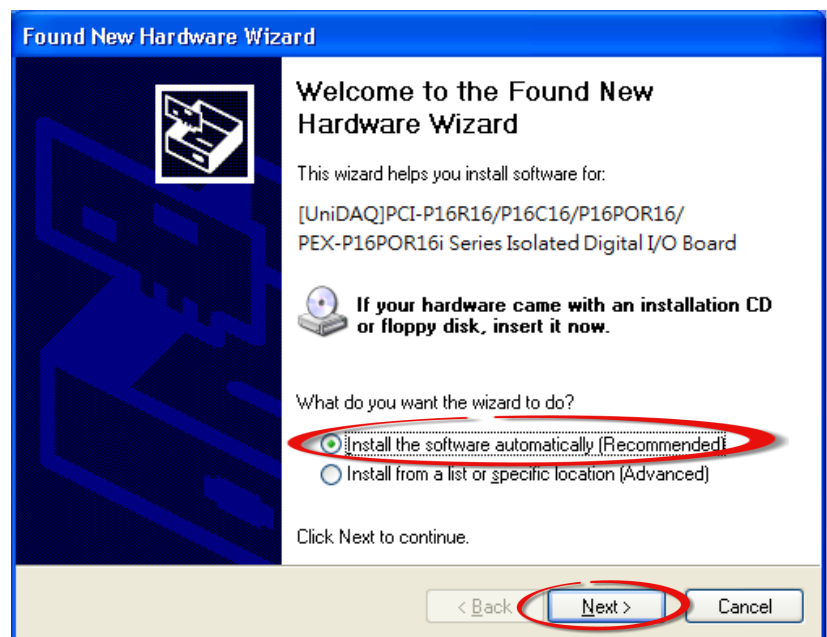 Found New Hardware Wizard
Welcome to the Found New
Hardware Wizard
This wizard helps you install software for:
[UniDAQ]PCI-P16R16/P16C16/P16POR16/
PEX-P16POR16i Series Isolated Digital I/O Board
If your hardware came with an installation CD
or floppy disk, insert it now.
What do you want the wizard to do?
Install the software automatically (Recommended)
Install from a list or specific location (Advanced)
Click Next to continue.
< Back Next > Cancel